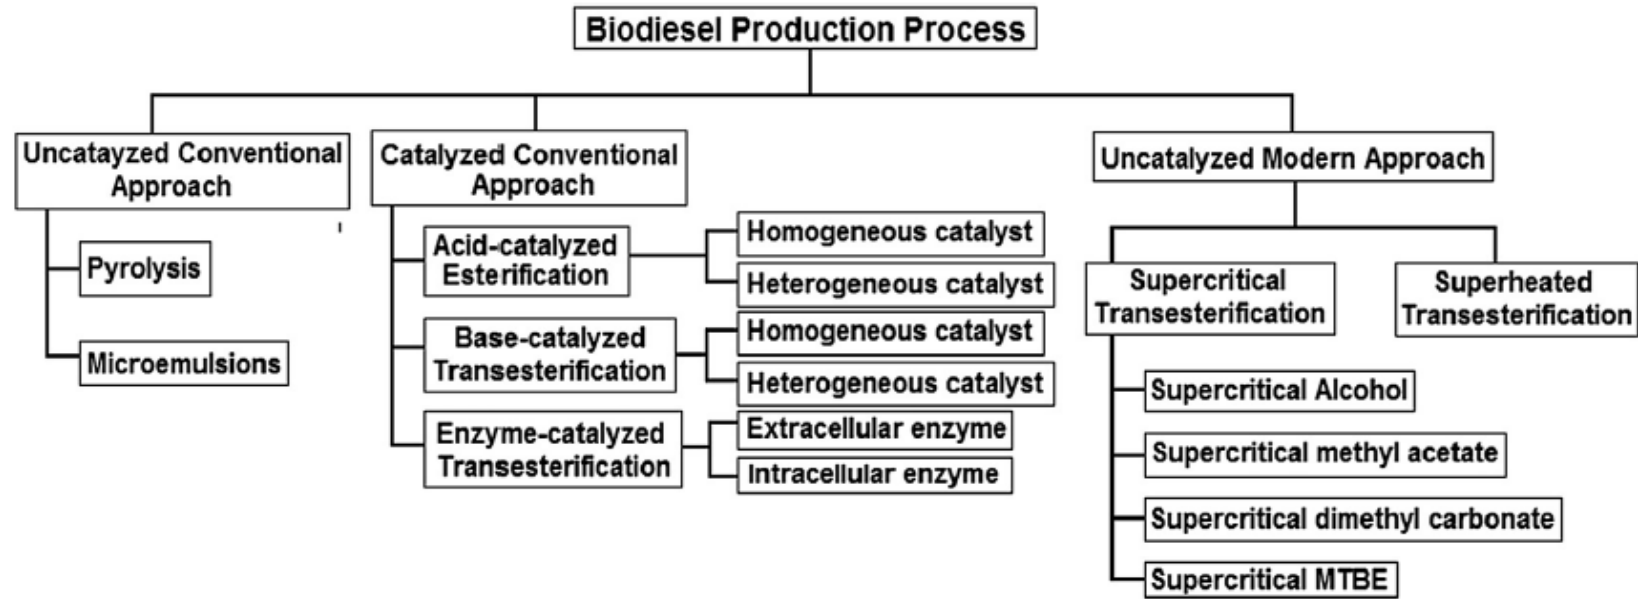 Biodiesel Production Process
Uncatayzed Conventional
Approach
Pyrolysis
Microemulsions
Catalyzed Conventional
Approach
Acid-catalyzed
Esterification
Homogeneous catalyst
Heterogeneous catalyst
Base-catalyzed
Transesterification
Homogeneous catalyst
Heterogeneous catalyst
Enzyme-catalyzed
Transesterification
Extracellular enzyme
Intracellular enzyme
Uncatalyzed Modern Approach
Supercritical
Transesterification
Supercritical Alcohol
Supercritical methyl acetate
Supercritical dimethyl carbonate
Supercritical MTBE
Superheated
Transesterification